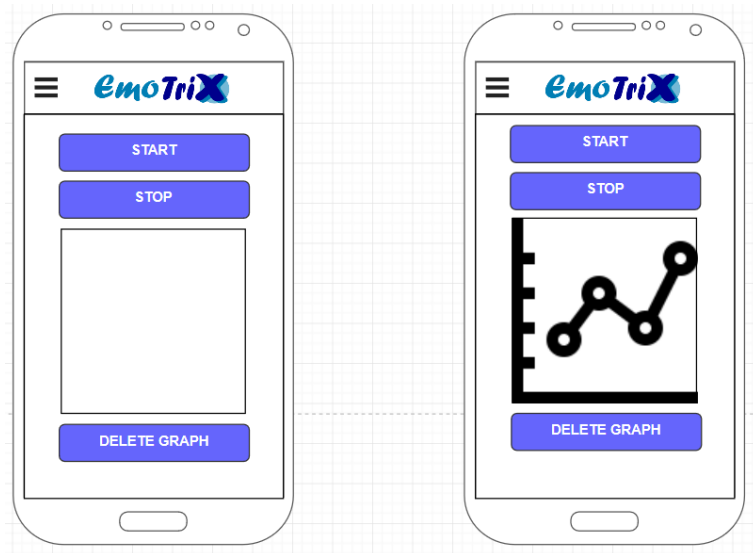 EmoTriX
START
STOP
DELETE GRAPH
EmoTriX
START
STOP
DELETE GRAPH